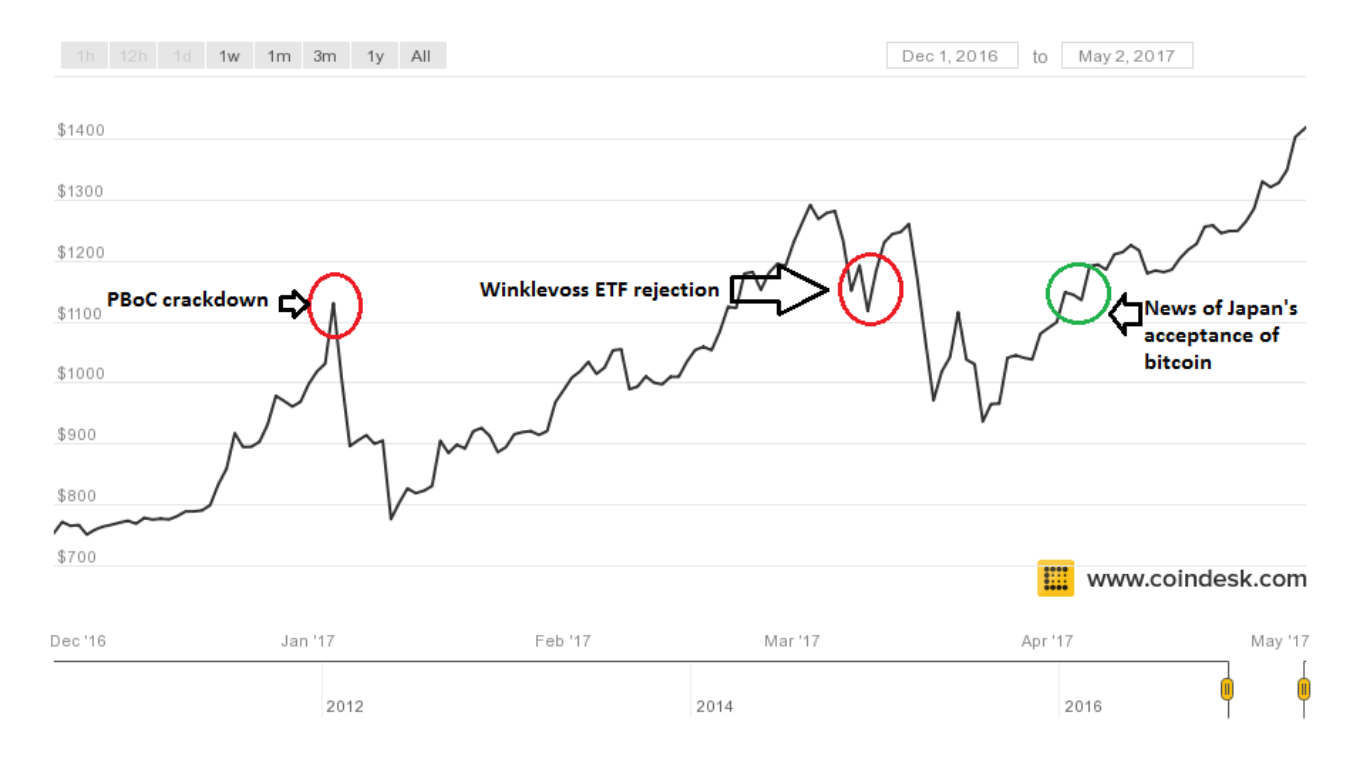 1h 12h 1d 1w 1m 3m 1y All Dec 1, 2016 to May 2, 2017
$1400
$1300
$1200
Winklevoss ETF rejection
PBoC crackdown
$1100
News of Japan's
acceptance of
bitcoin
$1000
$900
$800
$700
www.coindesk.com
Dec '16 Jan '17 Feb '17 Mar '17 Apr '17 May '17
2012 2014 2016